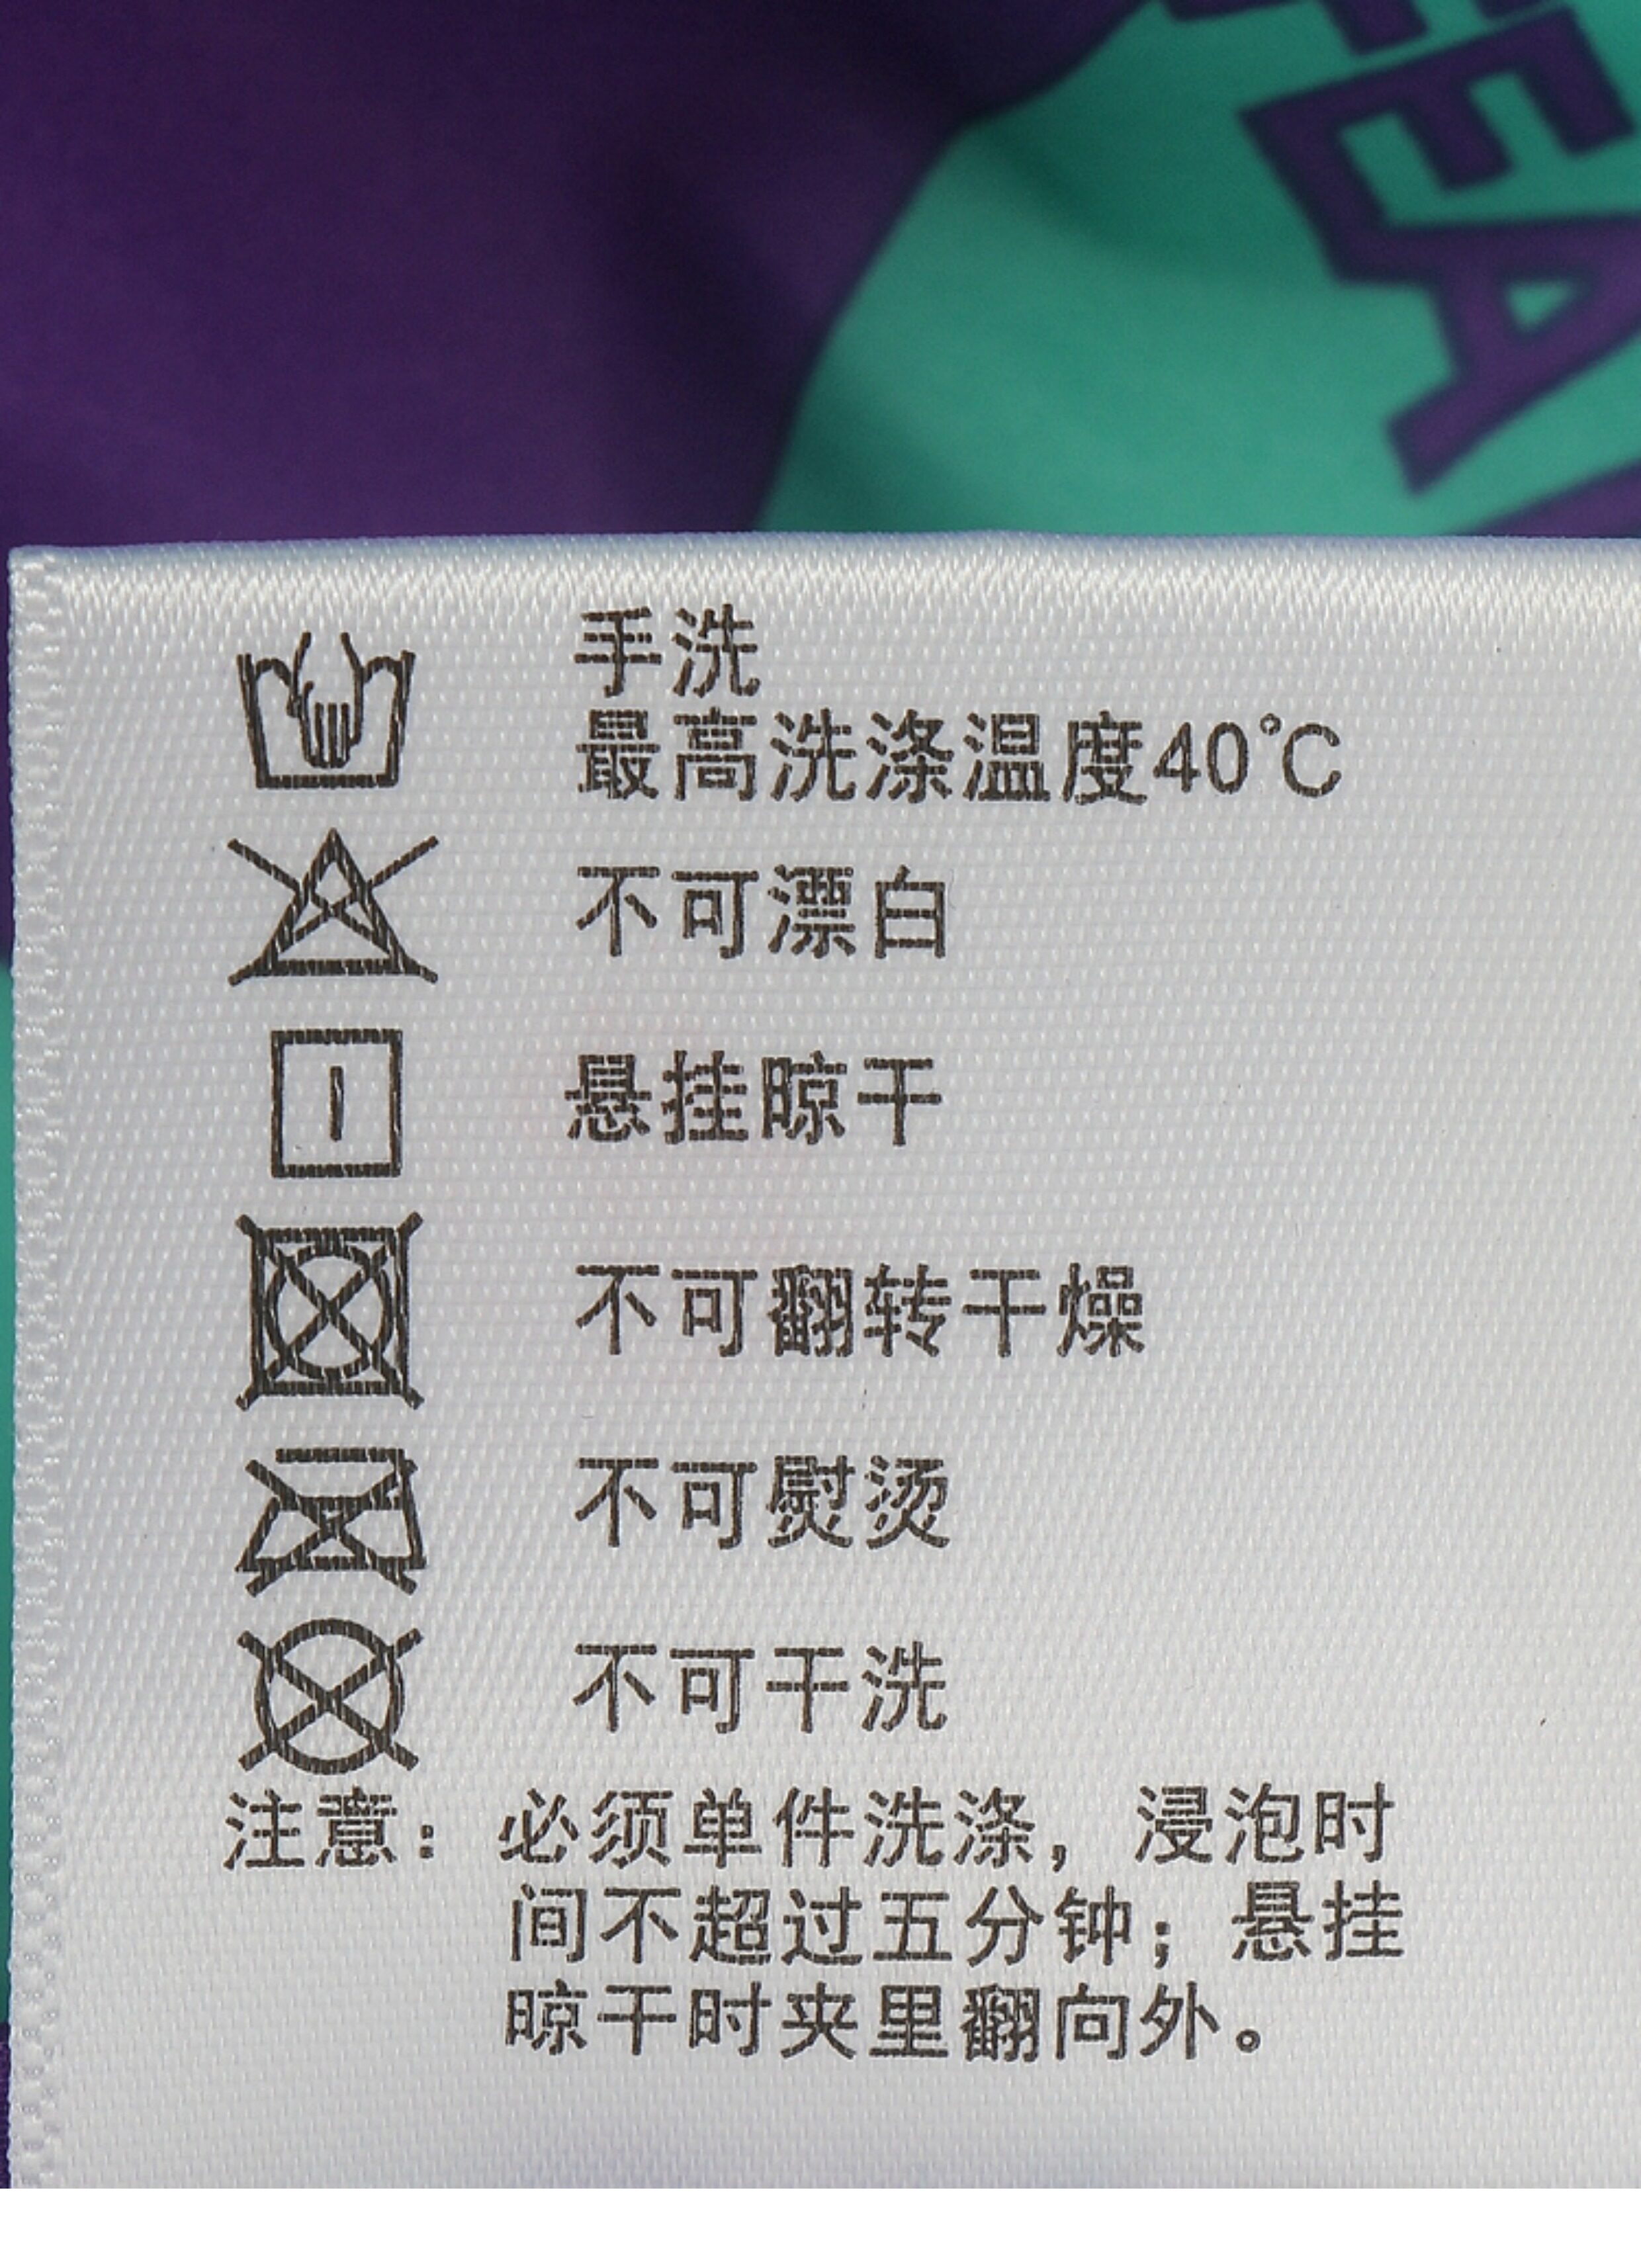 EA
手洗
最高洗涤温度40℃
不可漂白
悬挂晾干
不可翻转干燥
不可熨烫
不可干洗
注意：必须单件洗涤，浸泡时
间不超过五分钟；悬挂
晾干时夹里翻向外。